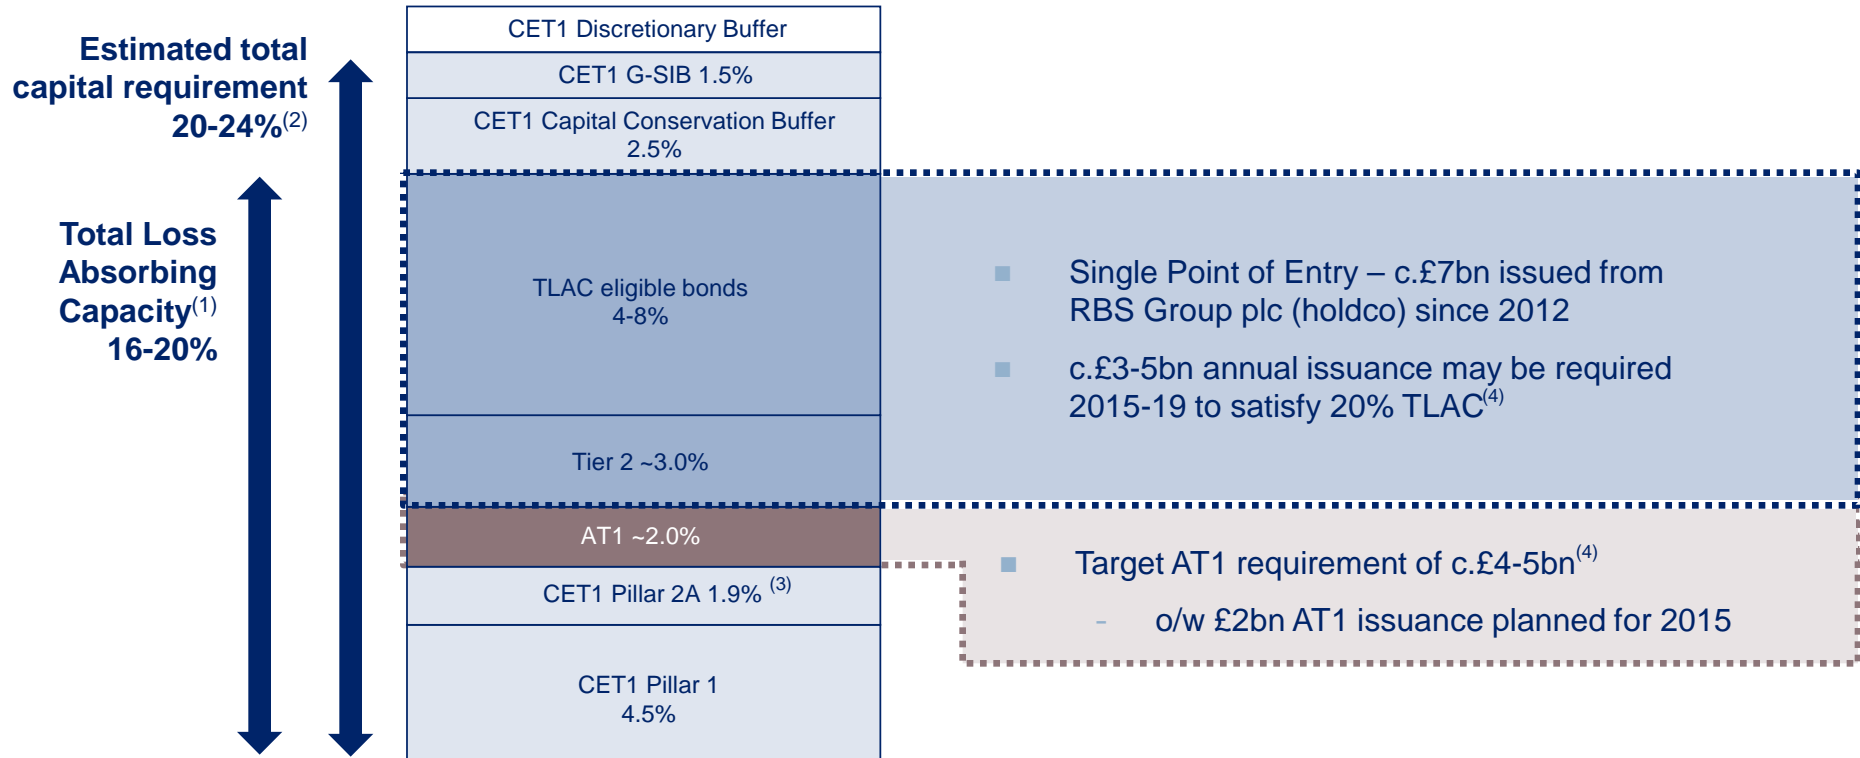 Estimated total
capital requirement
20-24%(2)
Total Loss
Absorbing
Capacity(1)
16-20%
CET1 Discretionary Buffer
CET1 G-SIB 1.5%
CET1 Capital Conservation Buffer
2.5%
TLAC eligible bonds
4-8%
Tier 2 ~3.0%
AT1 ~2.0%
CET1 Pillar 2A 1.9% (3)
CET1 Pillar 1
4.5%
■ Single Point of Entry – c.£7bn issued from
RBS Group plc (holdco) since 2012
■ c.£3-5bn annual issuance may be required
2015-19 to satisfy 20% TLAC(4)
■ Target AT1 requirement of c.£4-5bn(4)
- o/w £2bn AT1 issuance planned for 2015